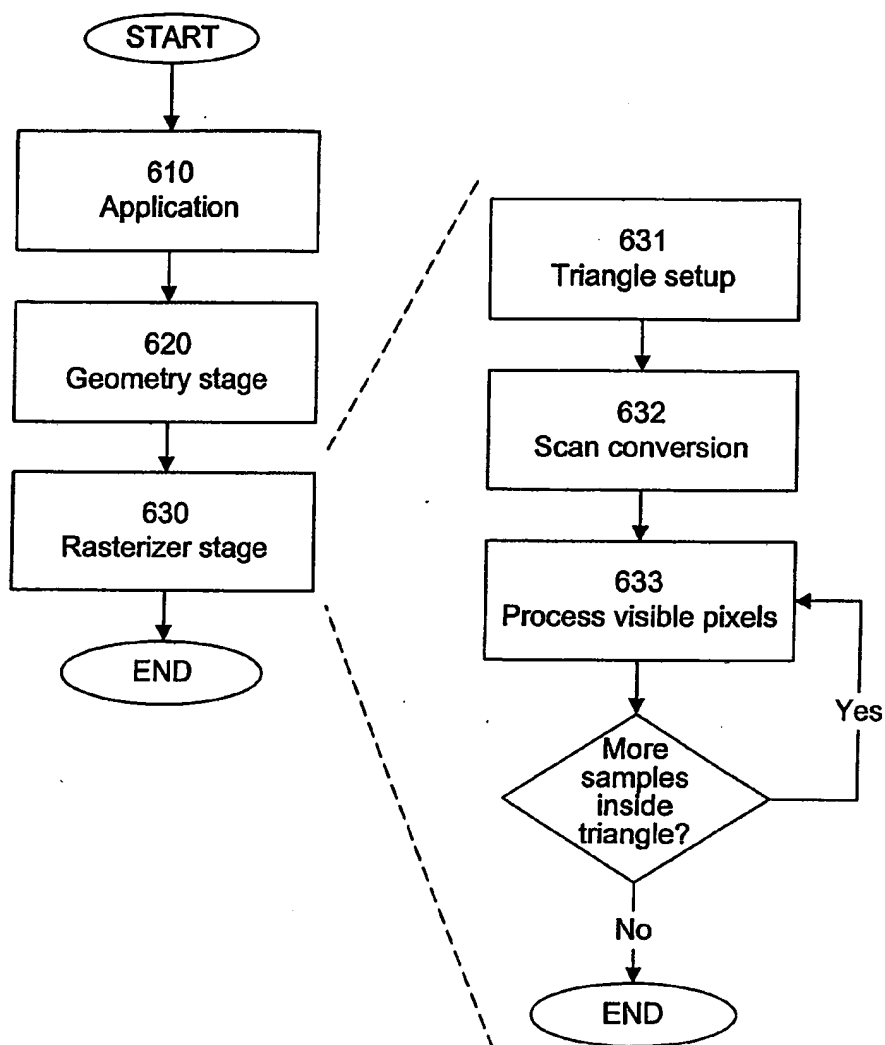 START
610
Application
620
Geometry stage
630
Rasterizer stage
END
631
Triangle setup
632
Scan conversion
633
Process visible pixels
Yes
More
samples
inside
triangle?
No
END